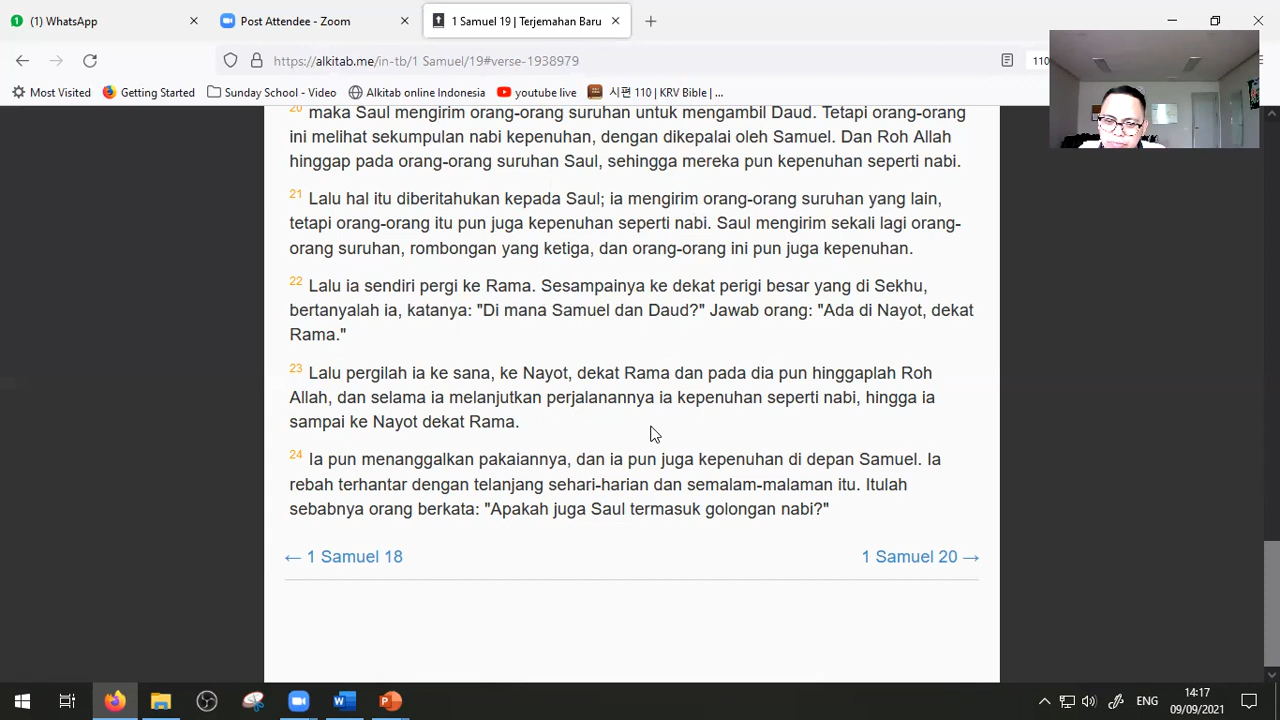 (1) WhatsApp
Post Attendee - Zoom
1 Samuel 19 | Terjemahan Baru
https://alkitab.me/in-tb/1 Samuel/19#verse-1938979
110
Most Visited
Getting Started
Sunday School - Video
Alkitab online Indonesia
youtube live
시편 110 | KRV Bible | ...
20 maka Saul mengirim orang-orang suruhan untuk mengambil Daud. Tetapi orang-orang
ini melihat sekumpulan nabi kepenuhan, dengan dikepalai oleh Samuel. Dan Roh Allah
hinggap pada orang-orang suruhan Saul, sehingga mereka pun kepenuhan seperti nabi.
21 Lalu hal itu diberitahukan kepada Saul; ia mengirim orang-orang suruhan yang lain,
tetapi orang-orang itu pun juga kepenuhan seperti nabi. Saul mengirim sekali lagi orang-
orang suruhan, rombongan yang ketiga, dan orang-orang ini pun juga kepenuhan.
22 Lalu ia sendiri pergi ke Rama. Sesampainya ke dekat perigi besar yang di Sekhu,
bertanyalah ia, katanya: "Di mana Samuel dan Daud?" Jawab orang: "Ada di Nayot, dekat
Rama."
23 Lalu pergilah ia ke sana, ke Nayot, dekat Rama dan pada dia pun hinggaplah Roh
Allah, dan selama ia melanjutkan perjalanannya ia kepenuhan seperti nabi, hingga ia
sampai ke Nayot dekat Rama.
24 Ia pun menanggalkan pakaiannya, dan ia pun juga kepenuhan di depan Samuel. Ia
rebah terhantar dengan telanjang sehari-harian dan semalam-malaman itu. Itulah
sebabnya orang berkata: "Apakah juga Saul termasuk golongan nabi?"
← 1 Samuel 18
1 Samuel 20 →
ENG
14:17
09/09/2021